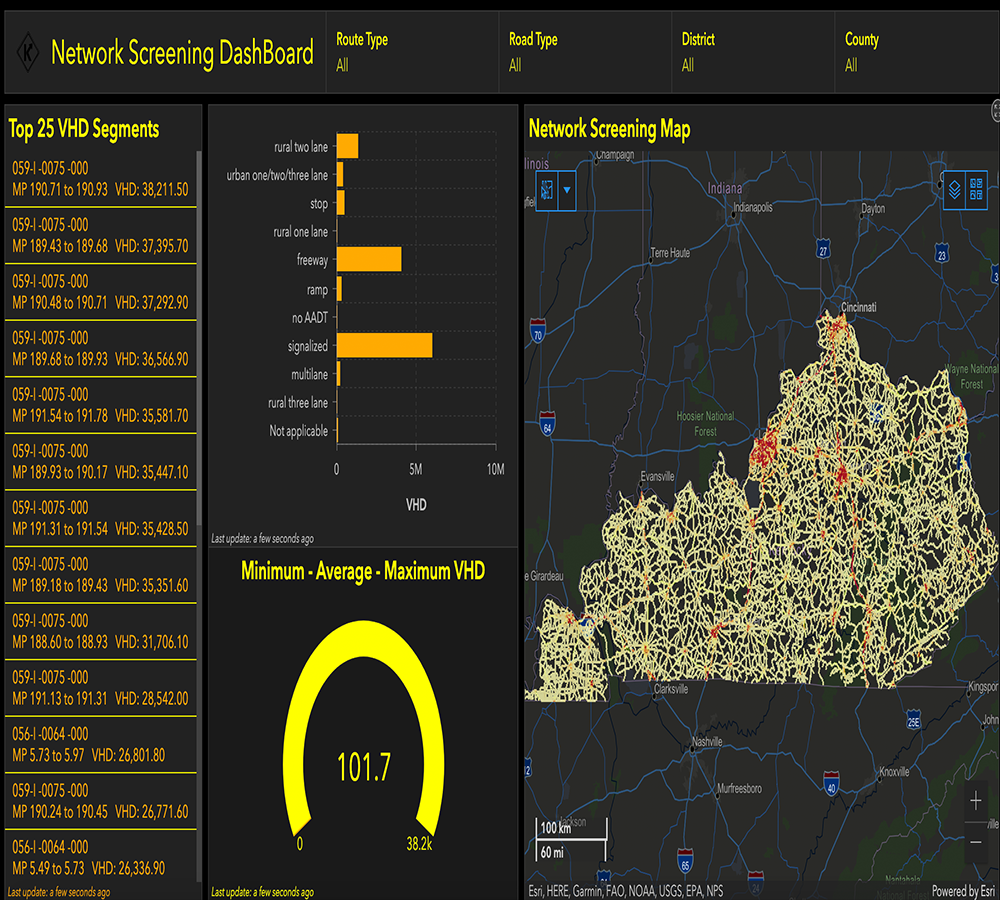 K
Network Screening DashBoard
Route Type
All
Road Type
All
District
All
County
All
Top 25 VHD Segments
059-I -0075 -000
MP 190.71 to 190.93 VHD: 38,211.50
059-I -0075 -000
MP 189.43 to 189.68 VHD: 37,395.70
059-I -0075 -000
MP 190.48 to 190.71 VHD: 37,292.90
059-I -0075 -000
MP 189.68 to 189.93 VHD: 36,566.90
059-I -0075 -000
MP 191.54 to 191.78 VHD: 35,581.70
059-I -0075 -000
MP 189.93 to 190.17 VHD: 35,447.10
059-I -0075 -000
MP 191.31 to 191.54 VHD: 35,428.50
059-I -0075 -000
MP 189.18 to 189.43 VHD: 35,351.60
059-I -0075 -000
MP 188.60 to 188.93 VHD: 31,706.10
059-I -0075 -000
MP 191.13 to 191.31 VHD: 28,542.00
056-I -0064 -000
MP 5.73 to 5.97 VHD: 26,801.80
059-I -0075 -000
MP 190.24 to 190.45 VHD: 26,771.60
056-I -0064 -000
MP 5.49 to 5.73 VHD: 26,336.90
Last update: a few seconds ago
rural two lane
urban one/two/three lane
stop
rural one lane
freeway
ramp
no AADT
signalized
multilane
rural three lane
Not applicable
0 5M 10M
VHD
Last update: a few seconds ago
Minimum - Average - Maximum VHD
101.7
0 38.2k
Last update: a few seconds ago
Network Screening Map
Champaign
linois
Indiana
Indianapolis
Dayton
Terre Haute
27
23
3
70
Cincinnati
Wayne National
Forest
Hoosier National
Forest
64
Evansville
e Girardeau
Clarksville
Kingspor
25E
John
Nashville
Knoxville
40
Murfreesboro
Jackson
100 km
60 mi
65
24
ville
Nantahala
National Forest
+
−
Esri, HERE, Garmin, FAO, NOAA, USGS, EPA, NPS
Powered by Esri